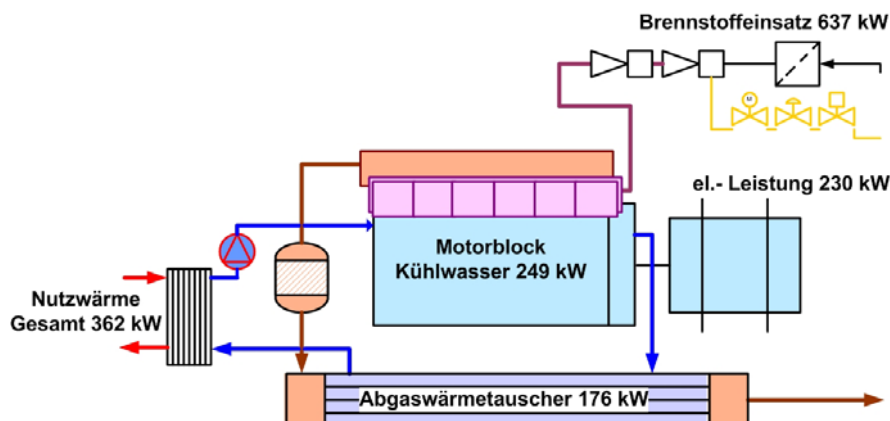 Brennstoffeinsatz 637 kW
M
el.- Leistung 230 kW
Motorblock
Kühlwasser 249 kW
Nutzwärme
Gesamt 362 kW
Abgaswärmetauscher 176 kW